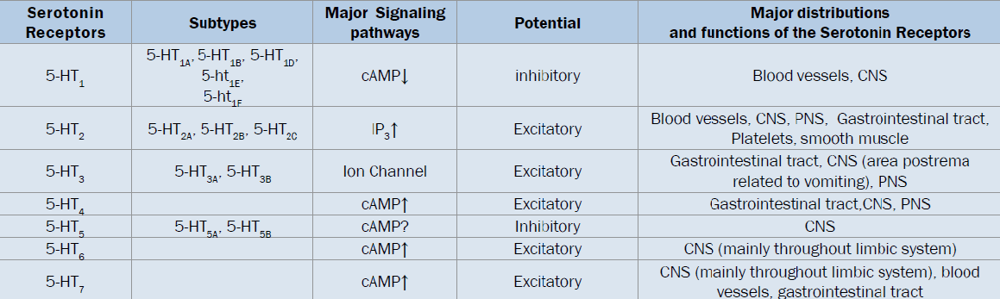 Serotonin Receptors | Subtypes | Major Signaling pathways | Potential | Major distributions and functions of the Serotonin Receptors
5-HT₁ | 5-HT₁A, 5-HT₁B, 5-HT₁D, 5-ht₁E, 5-ht₁F | cAMP↓ | inhibitory | Blood vessels, CNS
5-HT₂ | 5-HT₂A, 5-HT₂B, 5-HT₂C | IP₃↑ | Excitatory | Blood vessels, CNS, PNS, Gastrointestinal tract, Platelets, smooth muscle
5-HT₃ | 5-HT₃A, 5-HT₃B | Ion Channel | Excitatory | Gastrointestinal tract, CNS (area postrema related to vomiting), PNS
5-HT₄ | cAMP↑ | Excitatory | Gastrointestinal tract,CNS, PNS
5-HT₅ | 5-HT₅A, 5-HT₅B | cAMP? | Inhibitory | CNS
5-HT₆ | cAMP↑ | Excitatory | CNS (mainly throughout limbic system)
5-HT₇ | cAMP↑ | Excitatory | CNS (mainly throughout limbic system), blood vessels, gastrointestinal tract